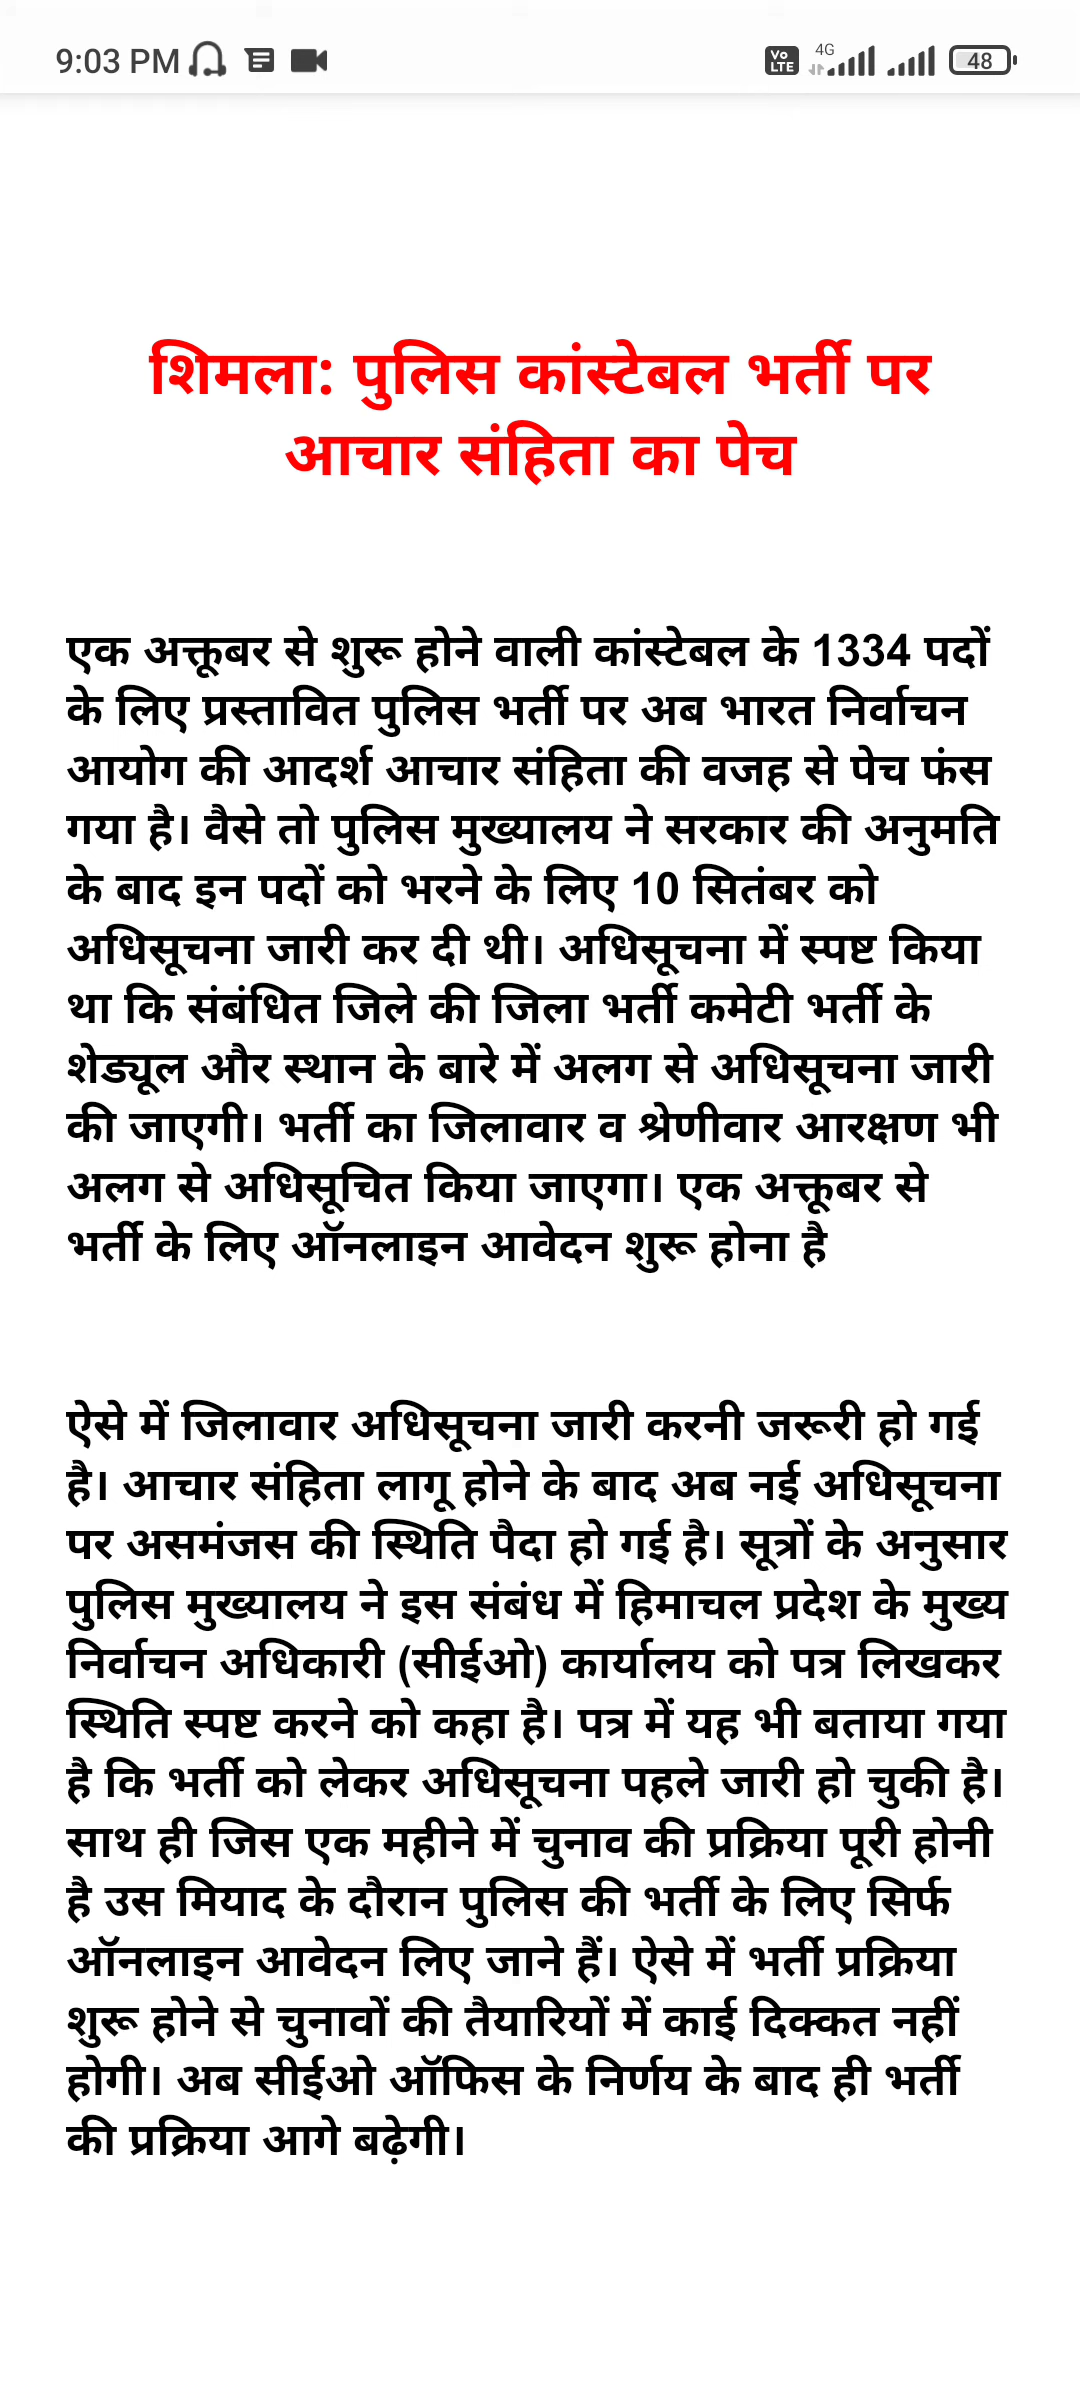 9:03 PM
Vo LTE 4G 48
शिमला: पुलिस कांस्टेबल भर्ती पर
आचार संहिता का पेच
एक अक्तूबर से शुरू होने वाली कांस्टेबल के 1334 पदों
के लिए प्रस्तावित पुलिस भर्ती पर अब भारत निर्वाचन
आयोग की आदर्श आचार संहिता की वजह से पेच फंस
गया है। वैसे तो पुलिस मुख्यालय ने सरकार की अनुमति
के बाद इन पदों को भरने के लिए 10 सितंबर को
अधिसूचना जारी कर दी थी। अधिसूचना में स्पष्ट किया
था कि संबंधित जिले की जिला भर्ती कमेटी भर्ती के
शेड्यूल और स्थान के बारे में अलग से अधिसूचना जारी
की जाएगी। भर्ती का जिलावार व श्रेणीवार आरक्षण भी
अलग से अधिसूचित किया जाएगा। एक अक्तूबर से
भर्ती के लिए ऑनलाइन आवेदन शुरू होना है
ऐसे में जिलावार अधिसूचना जारी करनी जरूरी हो गई
है। आचार संहिता लागू होने के बाद अब नई अधिसूचना
पर असमंजस की स्थिति पैदा हो गई है। सूत्रों के अनुसार
पुलिस मुख्यालय ने इस संबंध में हिमाचल प्रदेश के मुख्य
निर्वाचन अधिकारी (सीईओ) कार्यालय को पत्र लिखकर
स्थिति स्पष्ट करने को कहा है। पत्र में यह भी बताया गया
है कि भर्ती को लेकर अधिसूचना पहले जारी हो चुकी है।
साथ ही जिस एक महीने में चुनाव की प्रक्रिया पूरी होनी
है उस मियाद के दौरान पुलिस की भर्ती के लिए सिर्फ
ऑनलाइन आवेदन लिए जाने हैं। ऐसे में भर्ती प्रक्रिया
शुरू होने से चुनावों की तैयारियों में काई दिक्कत नहीं
होगी। अब सीईओ ऑफिस के निर्णय के बाद ही भर्ती
की प्रक्रिया आगे बढ़ेगी।